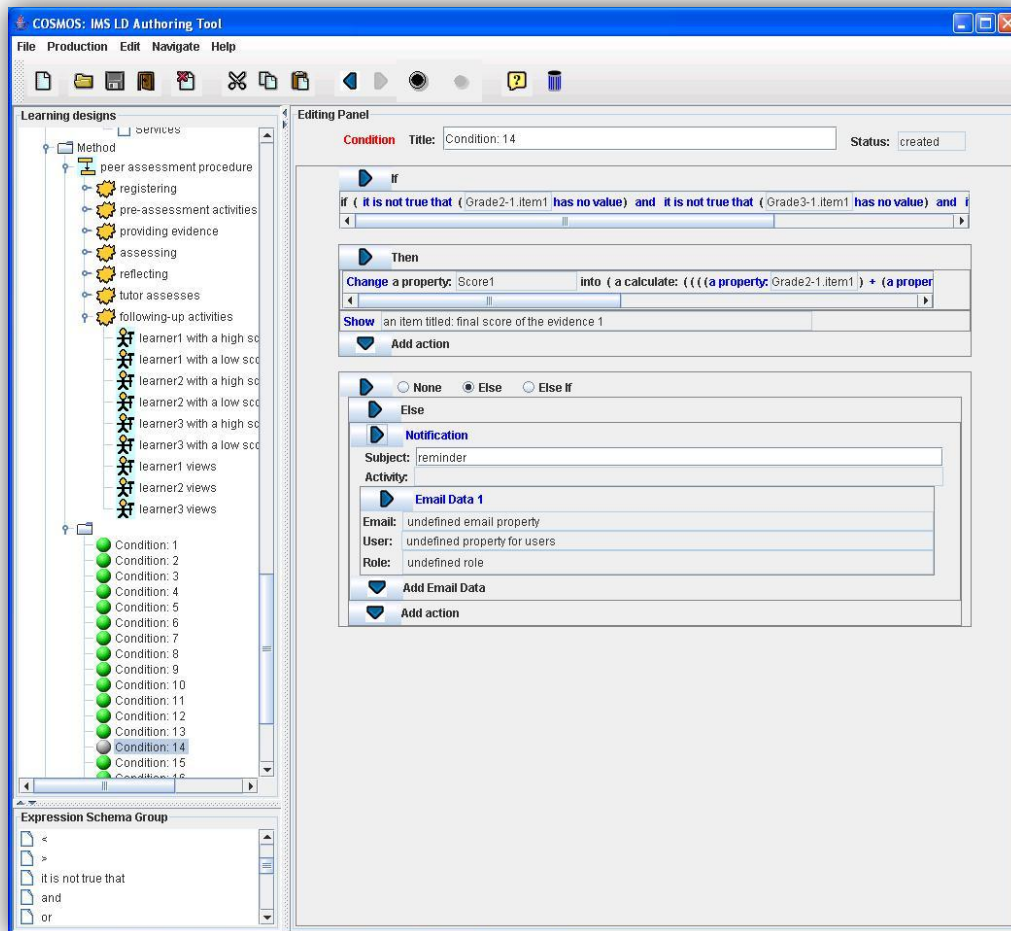 COSMOS: IMS LD Authoring Tool
File Production Edit Navigate Help
Learning designs
Services
Method
peer assessment procedure
registering
pre-assessment activities
providing evidence
assessing
reflecting
tutor assesses
following-up activities
learner1 with a high sc
learner1 with a low sco
learner2 with a high sc
learner2 with a low sco
learner3 with a high sc
learner3 with a low sco
learner1 views
learner2 views
learner3 views
Condition: 1
Condition: 2
Condition: 3
Condition: 4
Condition: 5
Condition: 6
Condition: 7
Condition: 8
Condition: 9
Condition: 10
Condition: 11
Condition: 12
Condition: 13
Condition: 14
Condition: 15
Condition: 16
Expression Schema Group
<
>
it is not true that
and
or
Editing Panel
Condition Title: Condition: 14 Status: created
If
if ( it is not true that ( Grade2-1.item1 has no value) and it is not true that ( Grade3-1.item1 has no value) and i
Then
Change a property: Score1 into ( a calculate: ( ( ( (a property: Grade2-1.item1 ) + (a proper
Show an item titled: final score of the evidence 1
Add action
None Else Else If
Else
Notification
Subject: reminder
Activity:
Email Data 1
Email: undefined email property
User: undefined property for users
Role: undefined role
Add Email Data
Add action